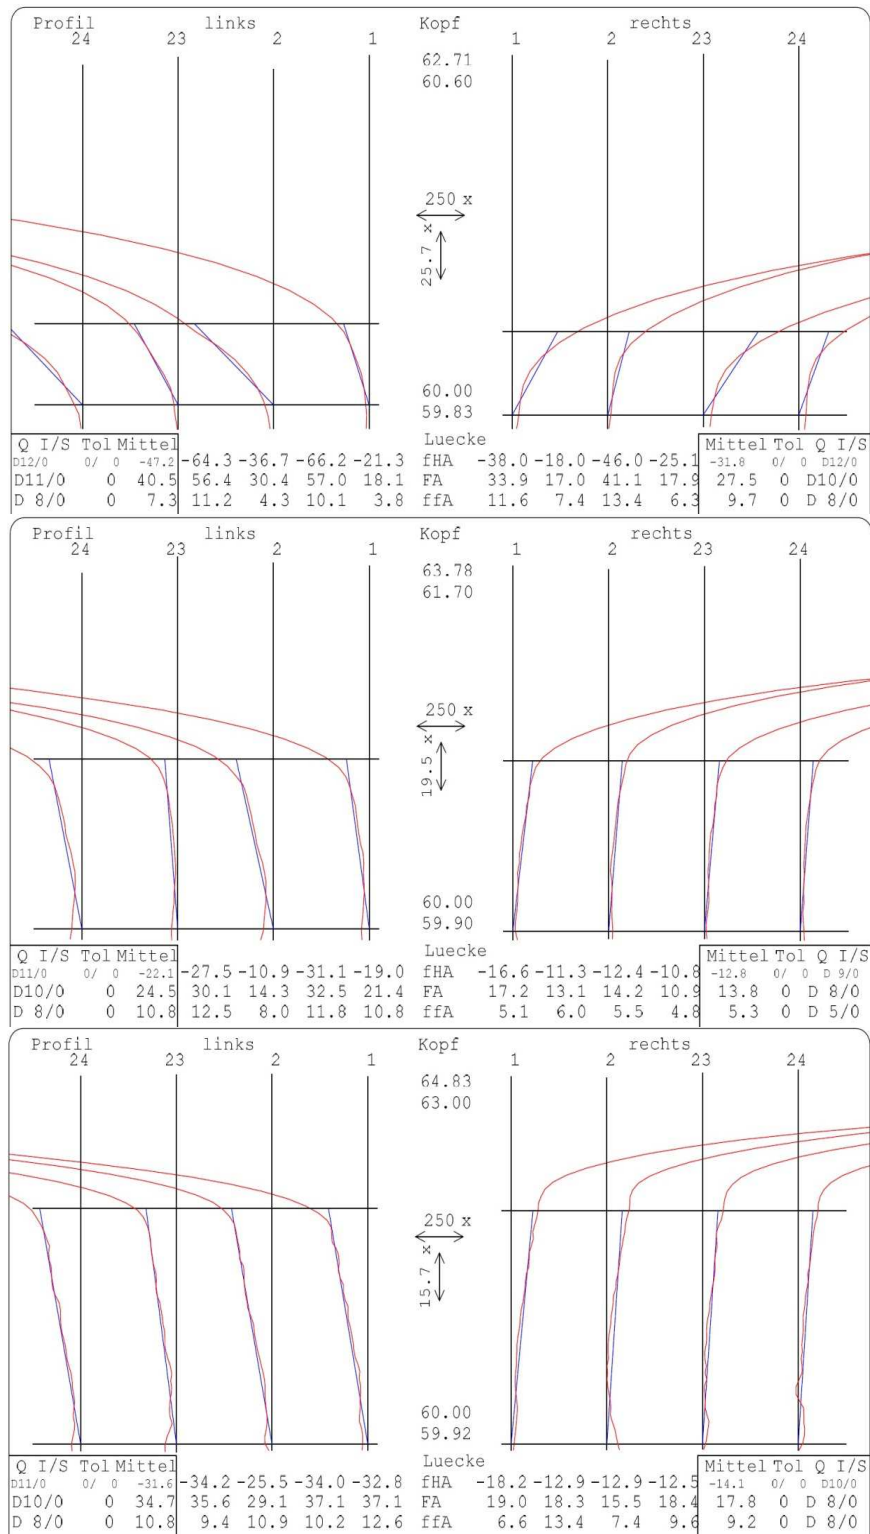 Profil links Kopf rechts
24 23 2 1 1 2 23 24
62.71
60.60
250 x
25.7 x
60.00
59.83
Luecke
Q I/S Tol Mittel Mittel Tol Q I/S
D12/0 0/ 0 -47.2 -64.3 -36.7 -66.2 -21.3 fHA -38.0 -18.0 -46.0 -25.1 -31.8 0/ 0 D12/0
D11/0 0 40.5 56.4 30.4 57.0 18.1 FA 33.9 17.0 41.1 17.9 27.5 0 D10/0
D 8/0 0 7.3 11.2 4.3 10.1 3.8 ffA 11.6 7.4 13.4 6.3 9.7 0 D 8/0
Profil links Kopf rechts
24 23 2 1 1 2 23 24
63.78
61.70
250 x
19.5 x
60.00
59.90
Luecke
Q I/S Tol Mittel Mittel Tol Q I/S
D11/0 0/ 0 -22.1 -27.5 -10.9 -31.1 -19.0 fHA -16.6 -11.3 -12.4 -10.8 -12.8 0/ 0 D 9/0
D10/0 0 24.5 30.1 14.3 32.5 21.4 FA 17.2 13.1 14.2 10.9 13.8 0 D 8/0
D 8/0 0 10.8 12.5 8.0 11.8 10.8 ffA 5.1 6.0 5.5 4.8 5.3 0 D 5/0
Profil links Kopf rechts
24 23 2 1 1 2 23 24
64.83
63.00
250 x
15.7 x
60.00
59.92
Luecke
Q I/S Tol Mittel Mittel Tol Q I/S
D11/0 0/ 0 -31.6 -34.2 -25.5 -34.0 -32.8 fHA -18.2 -12.9 -12.9 -12.5 -14.1 0/ 0 D10/0
D10/0 0 34.7 35.6 29.1 37.1 37.1 FA 19.0 18.3 15.5 18.4 17.8 0 D 8/0
D 8/0 0 10.8 9.4 10.9 10.2 12.6 ffA 6.6 13.4 7.4 9.6 9.2 0 D 8/0